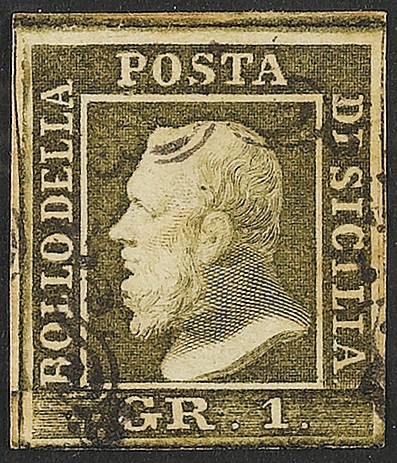 BOLLO DELLA
POSTA
DI SICILIA
GR. 1.